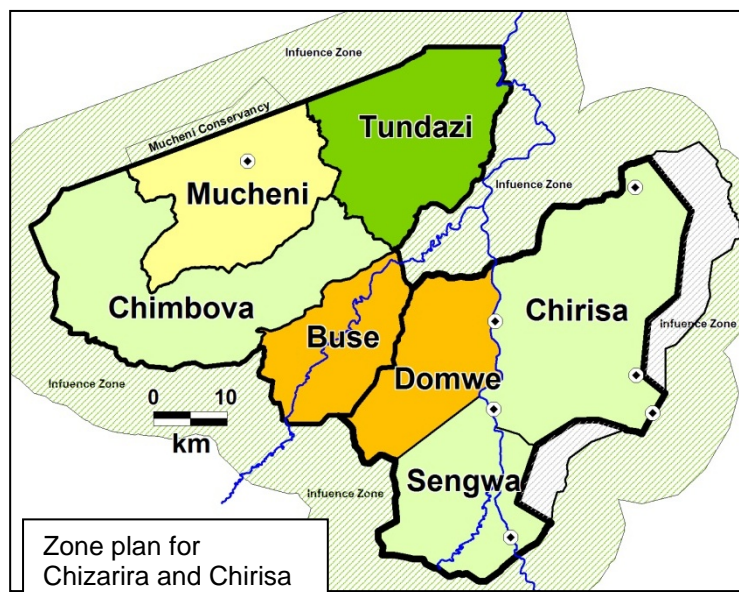 Infuence Zone
Mucheni Conservancy
Tundazi
Mucheni
Infuence Zone
Chimbova
Chirisa
Buse
Infuence Zone
Infuence Zone
Domwe
0 10
km
Sengwa
Infuence Zone
Zone plan for
Chizarira and Chirisa